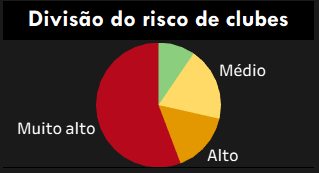 Divisão do risco de clubes
Médio
Muito alto
Alto